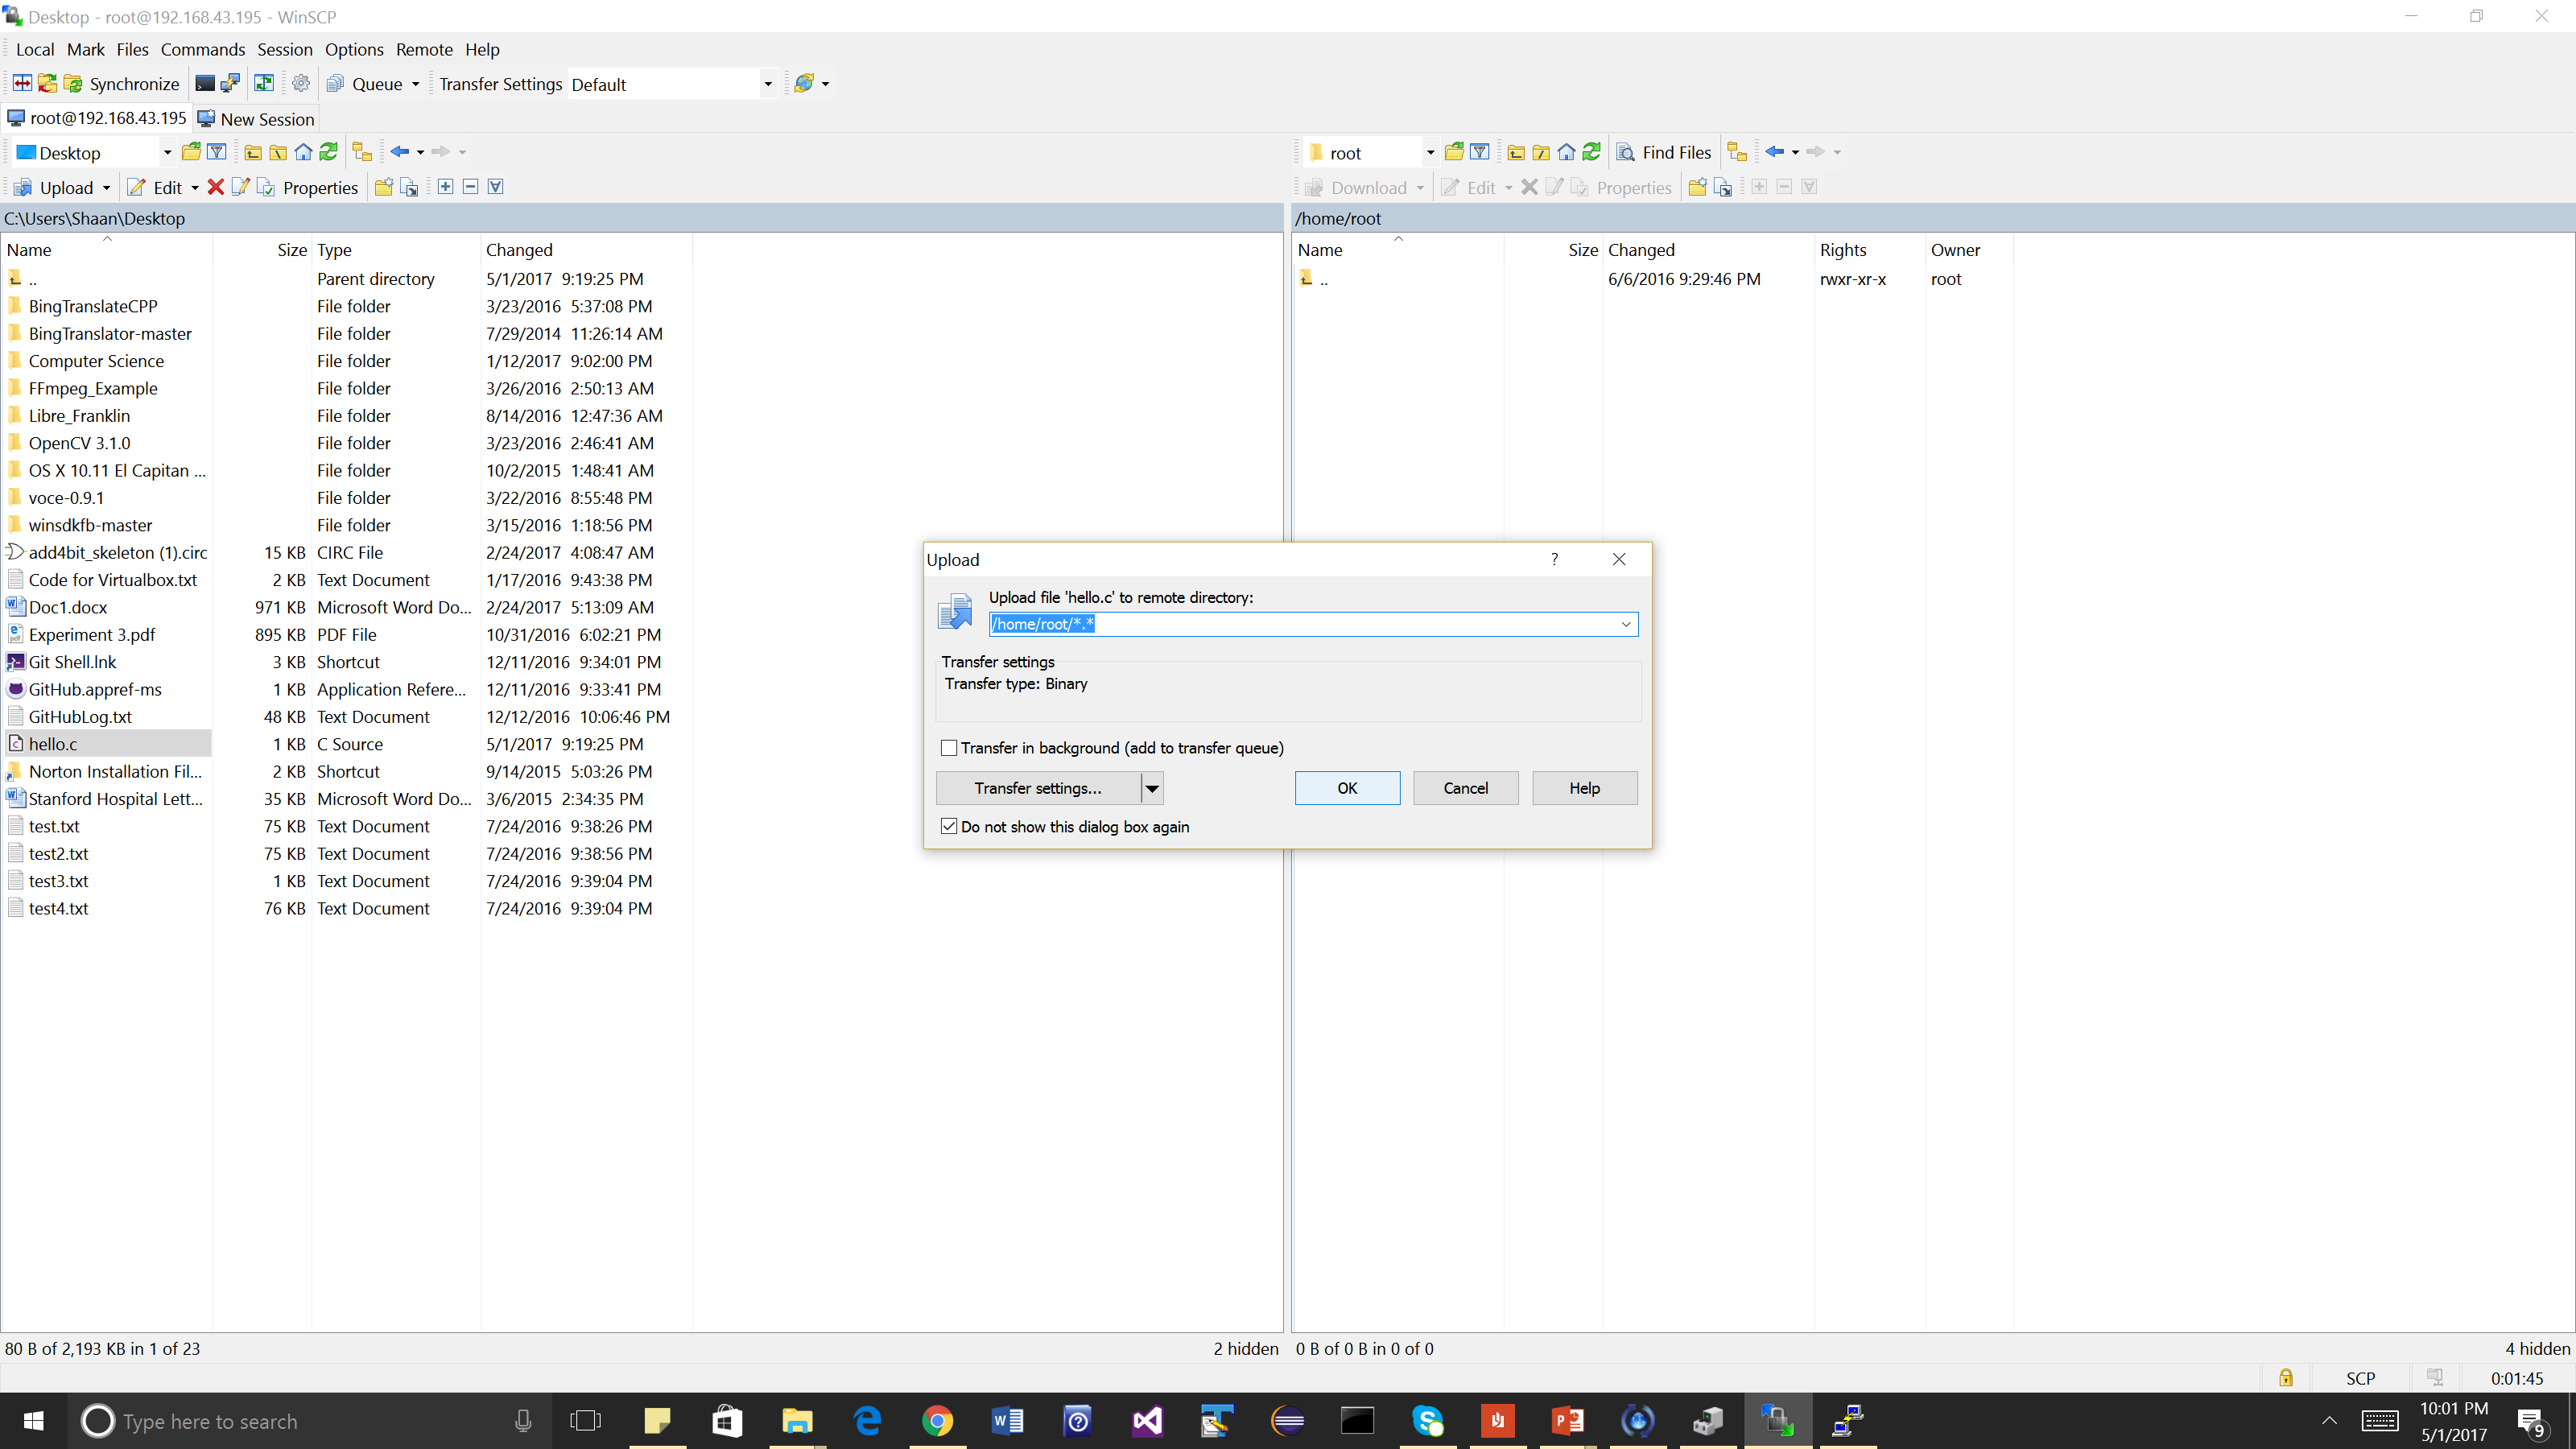 Desktop - root@192.168.43.195 - WinSCP
Local Mark Files Commands Session Options Remote Help
Synchronize Queue Transfer Settings Default
root@192.168.43.195 New Session
Desktop root Find Files
Upload Edit Properties Download Edit Properties
C:\Users\Shaan\Desktop /home/root
Name Size Type Changed Name Size Changed Rights Owner
.. Parent directory 5/1/2017 9:19:25 PM .. 6/6/2016 9:29:46 PM rwxr-xr-x root
BingTranslateCPP File folder 3/23/2016 5:37:08 PM
BingTranslator-master File folder 7/29/2014 11:26:14 AM
Computer Science File folder 1/12/2017 9:02:00 PM
FFmpeg_Example File folder 3/26/2016 2:50:13 AM
Libre_Franklin File folder 8/14/2016 12:47:36 AM
OpenCV 3.1.0 File folder 3/23/2016 2:46:41 AM
OS X 10.11 El Capitan ... File folder 10/2/2015 1:48:41 AM
voce-0.9.1 File folder 3/22/2016 8:55:48 PM
winsdkfb-master File folder 3/15/2016 1:18:56 PM
add4bit_skeleton (1).circ 15 KB CIRC File 2/24/2017 4:08:47 AM
Code for Virtualbox.txt 2 KB Text Document 1/17/2016 9:43:38 PM
Doc1.docx 971 KB Microsoft Word Do... 2/24/2017 5:13:09 AM
Experiment 3.pdf 895 KB PDF File 10/31/2016 6:02:21 PM
Git Shell.lnk 3 KB Shortcut 12/11/2016 9:34:01 PM
GitHub.appref-ms 1 KB Application Refere... 12/11/2016 9:33:41 PM
GitHubLog.txt 48 KB Text Document 12/12/2016 10:06:46 PM
hello.c 1 KB C Source 5/1/2017 9:19:25 PM
Norton Installation Fil... 2 KB Shortcut 9/14/2015 5:03:26 PM
Stanford Hospital Lett... 35 KB Microsoft Word Do... 3/6/2015 2:34:35 PM
test.txt 75 KB Text Document 7/24/2016 9:38:26 PM
test2.txt 75 KB Text Document 7/24/2016 9:38:56 PM
test3.txt 1 KB Text Document 7/24/2016 9:39:04 PM
test4.txt 76 KB Text Document 7/24/2016 9:39:04 PM
Upload ?
Upload file 'hello.c' to remote directory:
/home/root/*.*
Transfer settings
Transfer type: Binary
Transfer in background (add to transfer queue)
Transfer settings... OK Cancel Help
Do not show this dialog box again
80 B of 2,193 KB in 1 of 23 2 hidden 0 B of 0 B in 0 of 0 4 hidden
SCP 0:01:45
Type here to search
10:01 PM
5/1/2017
9